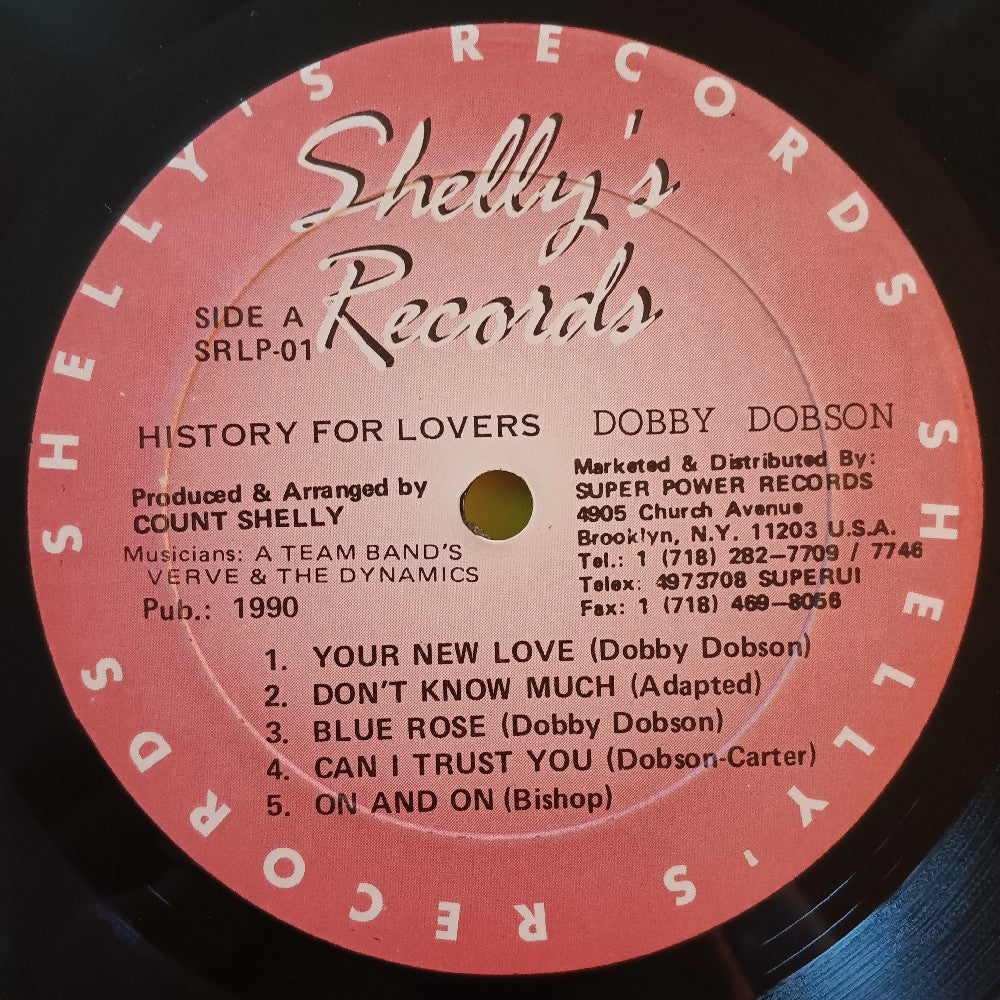 SHELLY'S RECORDS SHELLY'S RECORDS
Shelly's
Records
SIDE A
SRLP-01
HISTORY FOR LOVERS
DOBBY DOBSON
Produced & Arranged by
COUNT SHELLY
Musicians: A TEAM BAND'S
VERVE & THE DYNAMICS
Pub.: 1990
Marketed & Distributed By:
SUPER POWER RECORDS
4905 Church Avenue
Brooklyn, N.Y. 11203 U.S.A.
Tel.: 1 (718) 282-7709 / 7746
Telex: 4973708 SUPERUI
Fax: 1 (718) 469-8056
1. YOUR NEW LOVE (Dobby Dobson)
2. DON'T KNOW MUCH (Adapted)
3. BLUE ROSE (Dobby Dobson)
4. CAN I TRUST YOU (Dobson-Carter)
5. ON AND ON (Bishop)